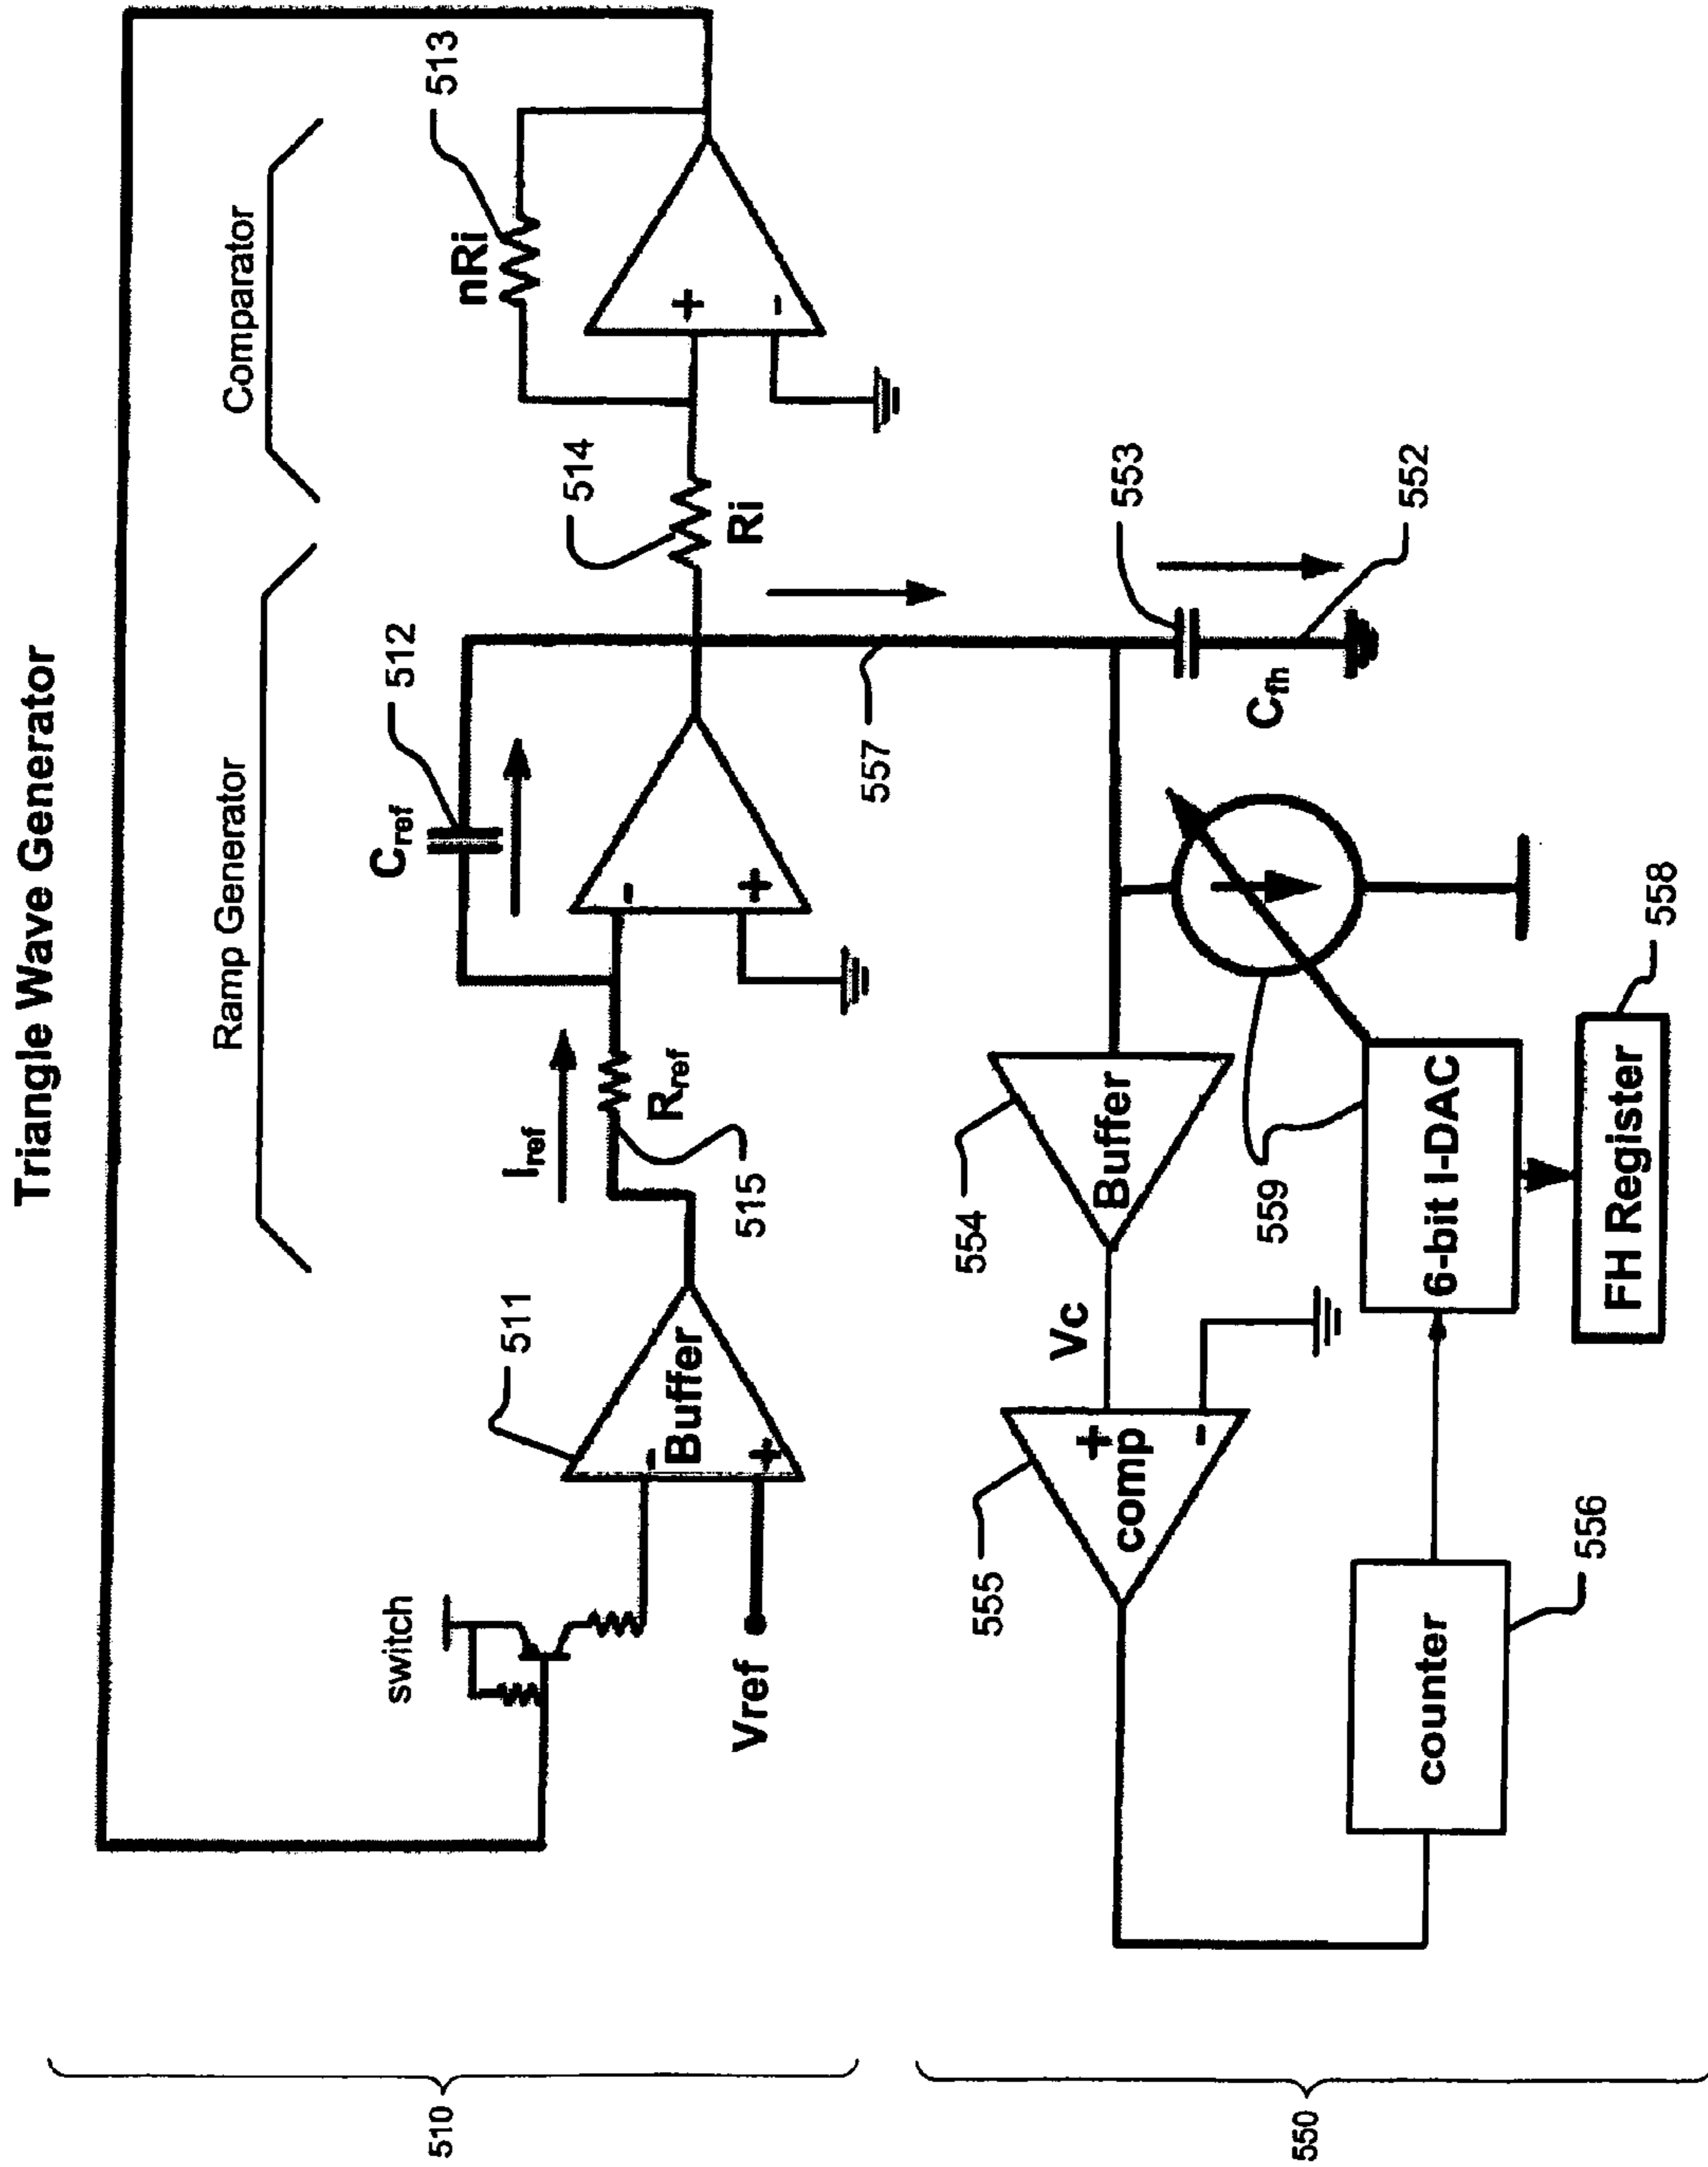 Triangle Wave Generator
Ramp Generator
Comparator
switch
Vref
-
Buffer
+
511
Iref
Rref
515
Cref
512
-
+
Ri
514
nRi
513
+
-
510
557
553
552
Cfh
Buffer
554
Vc
+
comp
-
555
counter
556
6-bit I-DAC
559
FH Register
558
550